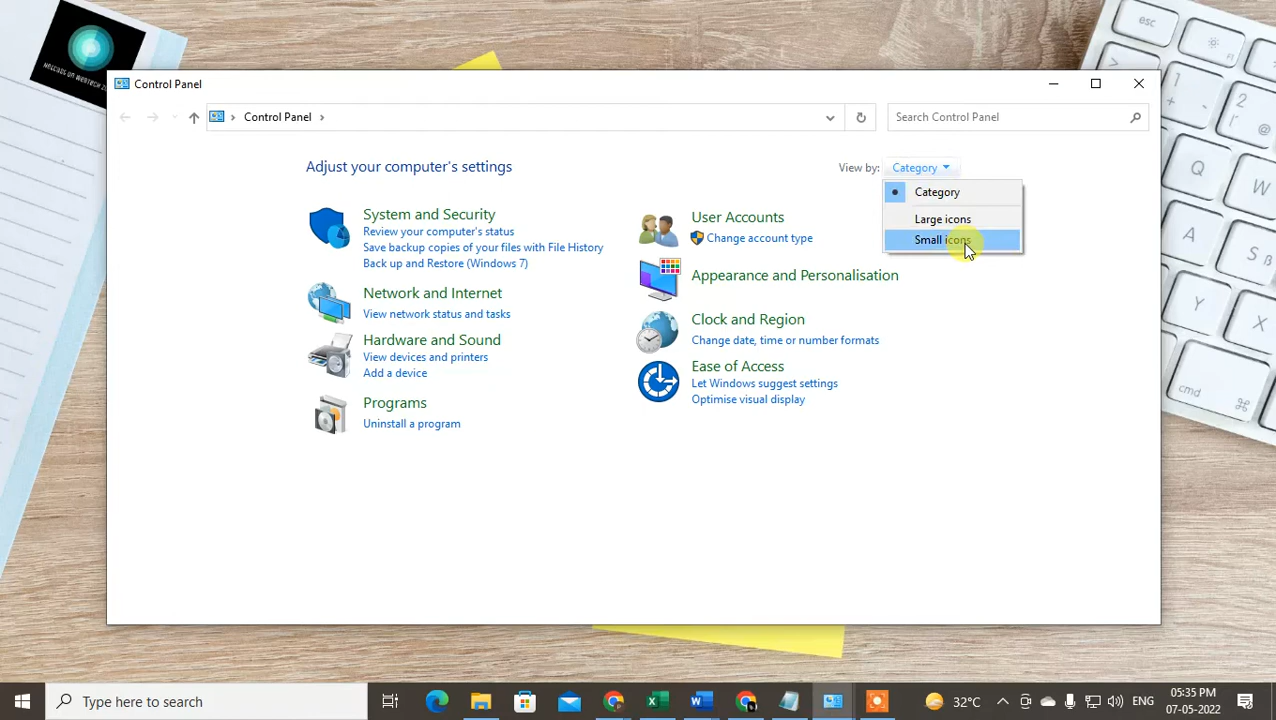 Control Panel
Control Panel
Search Control Panel
Adjust your computer's settings
View by:
Category
Category
Large icons
Small icons
System and Security
Review your computer's status
Save backup copies of your files with File History
Back up and Restore (Windows 7)
Network and Internet
View network status and tasks
Hardware and Sound
View devices and printers
Add a device
Programs
Uninstall a program
User Accounts
Change account type
Appearance and Personalisation
Clock and Region
Change date, time or number formats
Ease of Access
Let Windows suggest settings
Optimise visual display
esc
2
@
Q
W
A
S
ß
Y
X
cmd
⌘
Type here to search
32°C
ENG
05:35 PM
07-05-2022